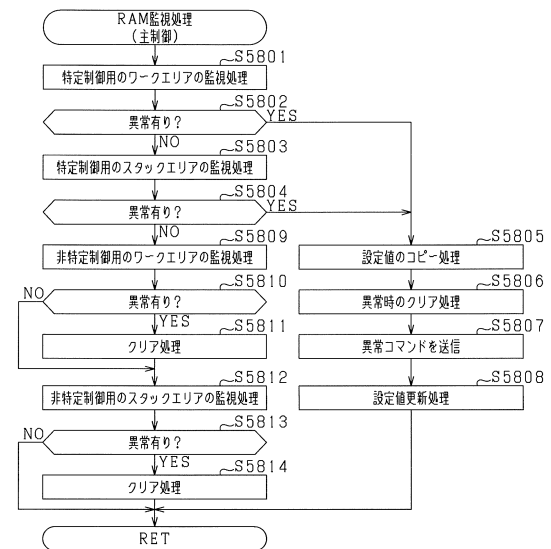 RAM監視処理
(主制御)
S5801
特定制御用のワークエリアの監視処理
S5802
異常有り?
YES
NO
S5803
特定制御用のスタックエリアの監視処理
S5804
異常有り?
YES
NO
S5809
非特定制御用のワークエリアの監視処理
S5810
異常有り?
NO
YES
S5811
クリア処理
S5812
非特定制御用のスタックエリアの監視処理
S5813
異常有り?
NO
YES
S5814
クリア処理
S5805
設定値のコピー処理
S5806
異常時のクリア処理
S5807
異常コマンドを送信
S5808
設定値更新処理
RET